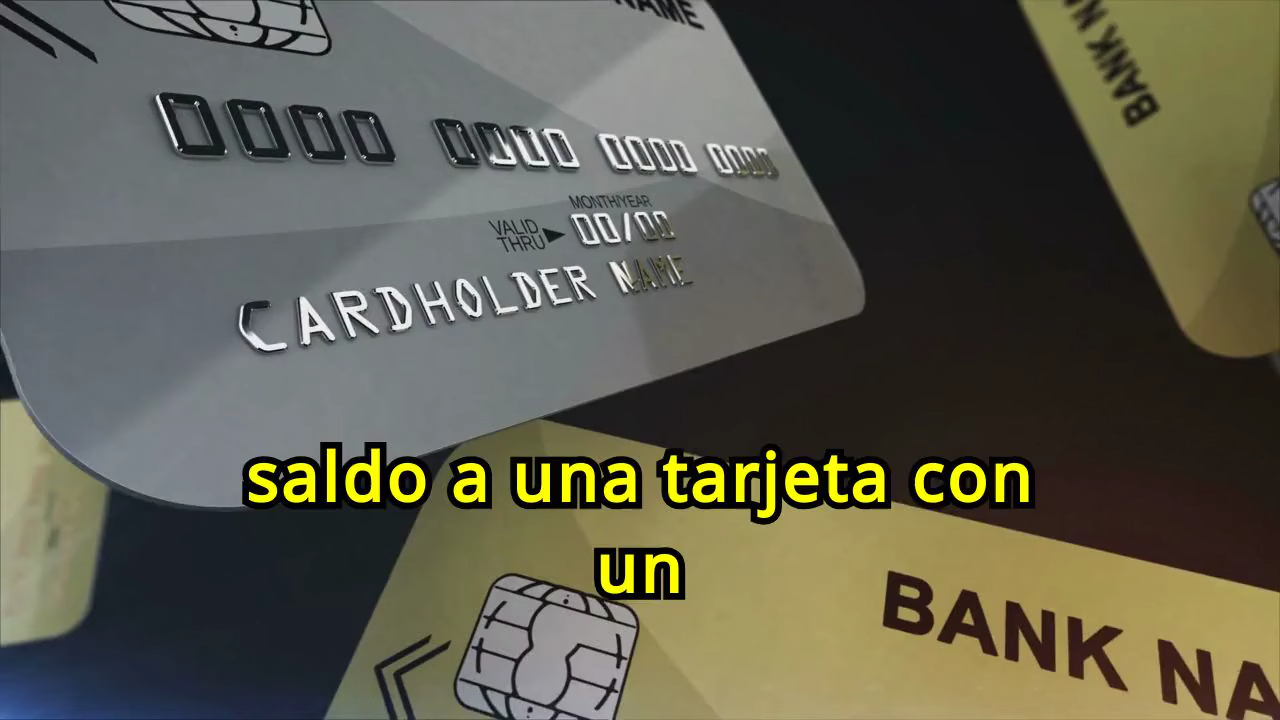 NAME
BANK N
0000 0000 0000 0000
MONTH/YEAR
VALID
THRU
00/00
CARDHOLDER NAME
saldo a una tarjeta con
un
BANK NA